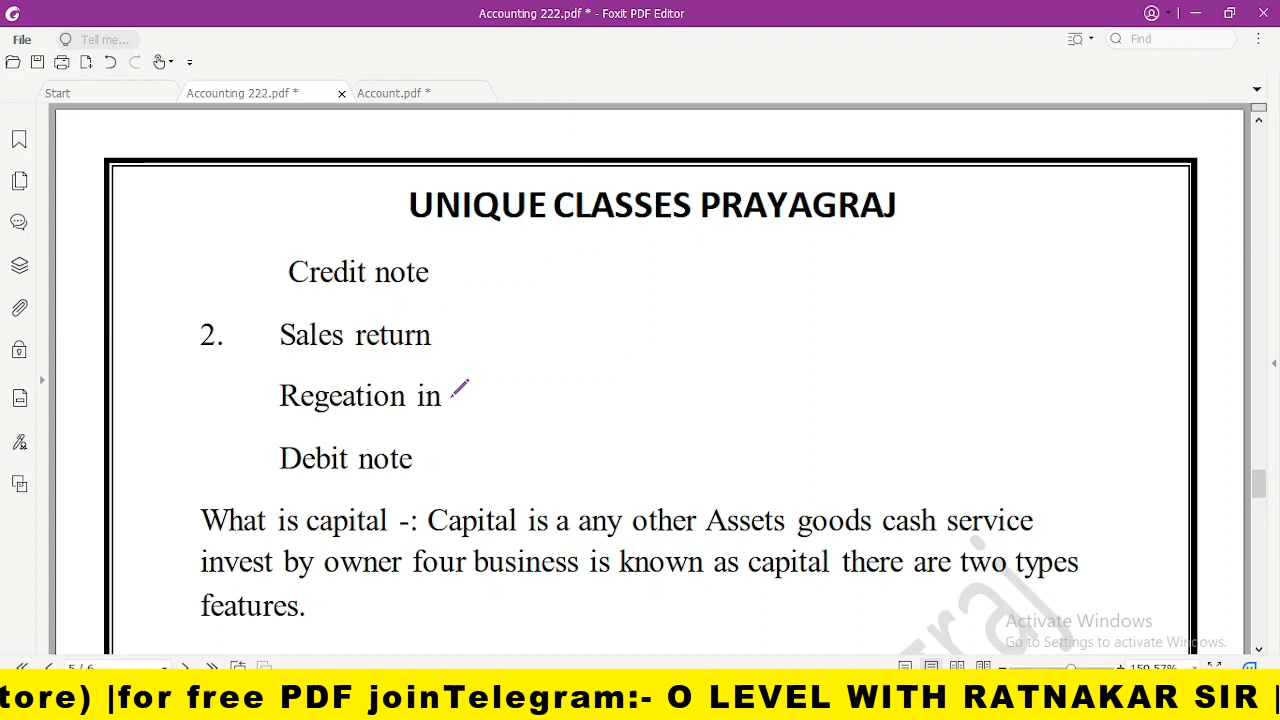 Accounting 222.pdf * - Foxit PDF Editor
File
Tell me...
Find
Start
Accounting 222.pdf *
Account.pdf *
UNIQUE CLASSES PRAYAGRAJ
Credit note
2. Sales return
Regeation in
Debit note
What is capital -: Capital is a any other Assets goods cash service
invest by owner four business is known as capital there are two types
features.
raj
Activate Windows
Go to Settings to activate Windows.
5 / 6
159.57%
tore) |for free PDF joinTelegram:- O LEVEL WITH RATNAKAR SIR |